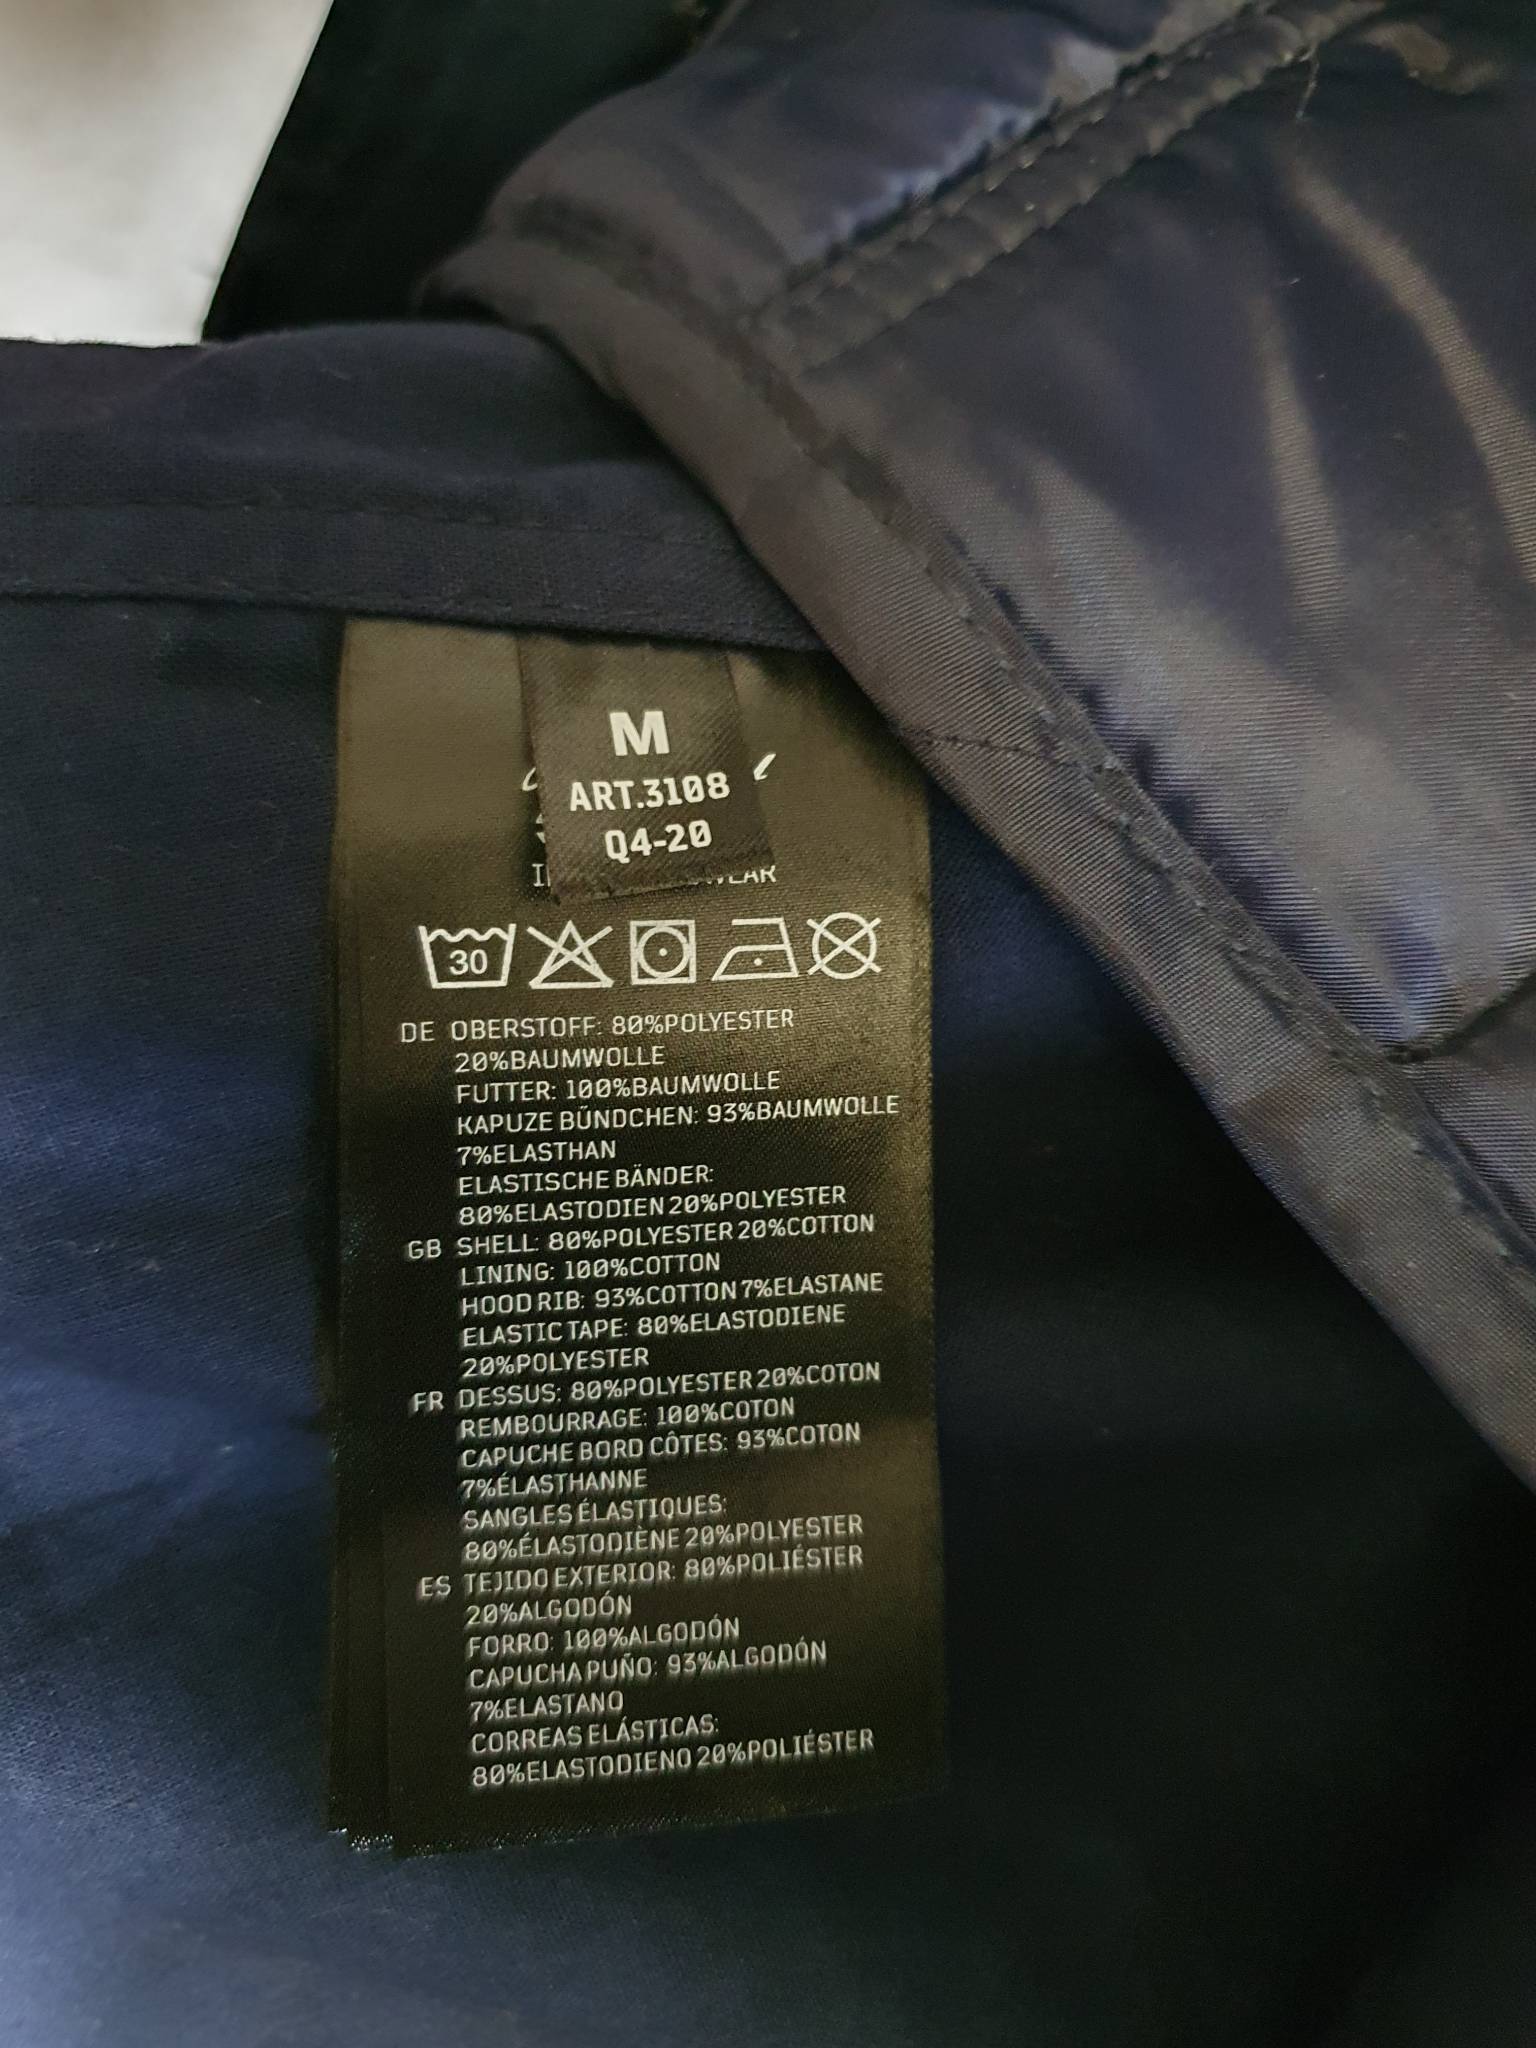 M
ART.3108
Q4-20
30
DE OBERSTOFF: 80%POLYESTER
20%BAUMWOLLE
FUTTER: 100%BAUMWOLLE
KAPUZE BÜNDCHEN: 93%BAUMWOLLE
7%ELASTHAN
ELASTISCHE BÄNDER:
80%ELASTODIEN 20%POLYESTER
GB SHELL: 80%POLYESTER 20%COTTON
LINING: 100%COTTON
HOOD RIB: 93%COTTON 7%ELASTANE
ELASTIC TAPE: 80%ELASTODIENE
20%POLYESTER
FR DESSUS: 80%POLYESTER 20%COTON
REMBOURRAGE: 100%COTON
CAPUCHE BORD CÔTES: 93%COTON
7%ÉLASTHANNE
SANGLES ÉLASTIQUES:
80%ÉLASTODIÈNE 20%POLYESTER
ES TEJIDO EXTERIOR: 80%POLIÉSTER
20%ALGODÓN
FORRO: 100%ALGODÓN
CAPUCHA PUÑO: 93%ALGODÓN
7%ELASTANO
CORREAS ELÁSTICAS:
80%ELASTODIENO 20%POLIÉSTER